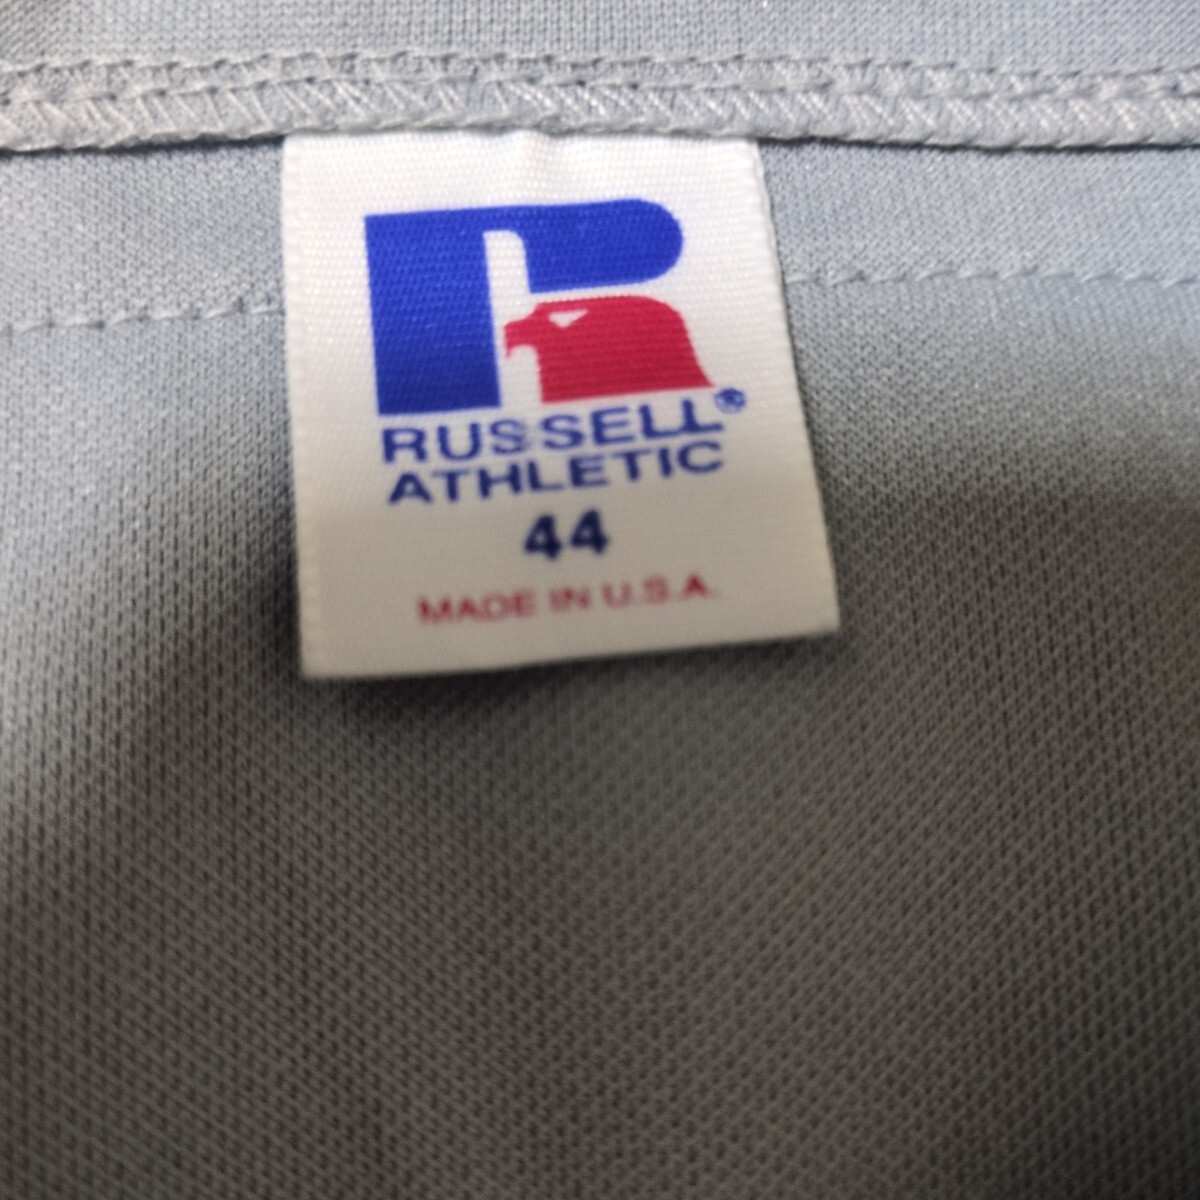 R
RUSSELL®
ATHLETIC
44
MADE IN U.S.A.